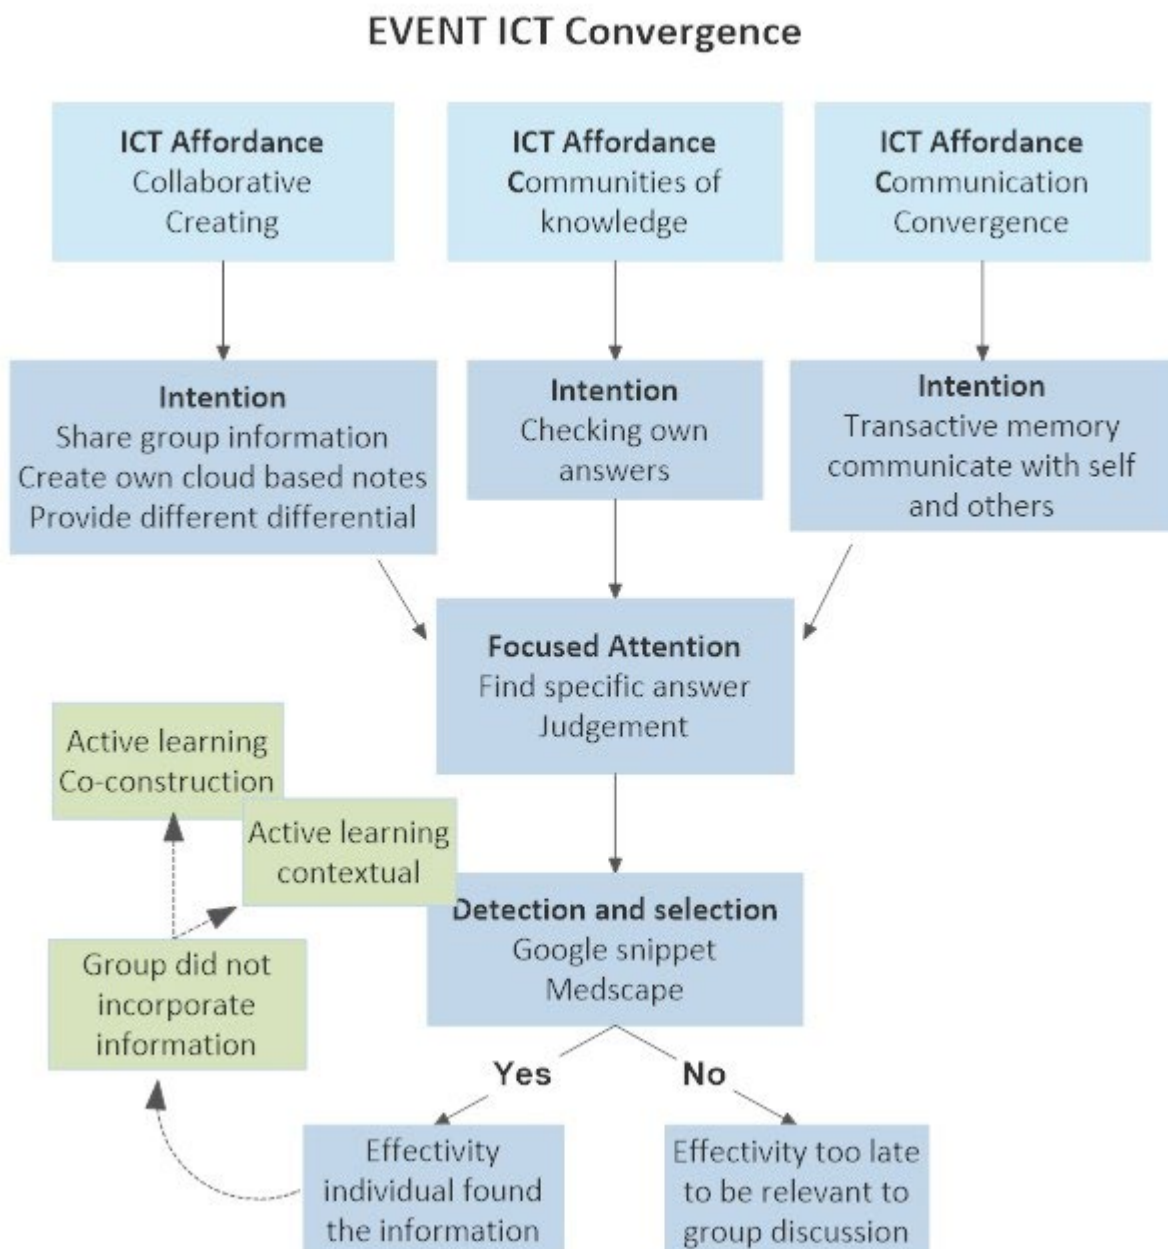 EVENT ICT Convergence
ICT Affordance
Collaborative
Creating
ICT Affordance
Communities of
knowledge
ICT Affordance
Communication
Convergence
Intention
Share group information
Create own cloud based notes
Provide different differential
Intention
Checking own
answers
Intention
Transactive memory
communicate with self
and others
Focused Attention
Find specific answer
Judgement
Active learning
Co-construction
Active learning
contextual
Detection and selection
Google snippet
Medscape
Group did not
incorporate
information
Yes
No
Effectivity
individual found
the information
Effectivity too late
to be relevant to
group discussion